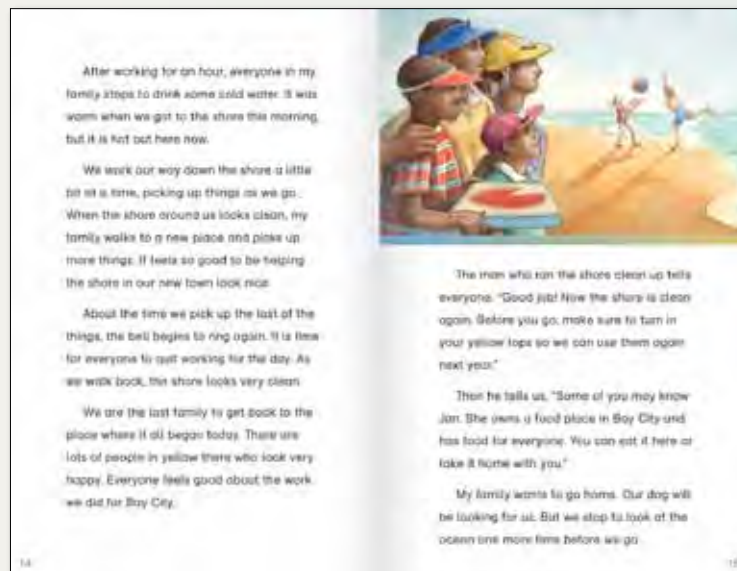 After working for an hour, everyone in my
family stops to drink some cold water. It was
warm when we got to the shore this morning,
but it is hot out here now.
We work our way down the shore a little
bit at a time, picking up things as we go.
When the shore around us looks clean, my
family walks to a new place and picks up
more things. It feels so good to be helping
the shore in our new town look nice.
About the time we pick up the last of the
things, the bell begins to ring again. It is time
for everyone to quit working for the day. As
we walk back, the shore looks very clean.
We are the last family to get back to the
place where it all began today. There are
lots of people in yellow there who look very
happy. Everyone feels good about the work
we did for Bay City.
14
The man who ran the shore clean up tells
everyone, "Good job! Now the shore is clean
again. Before you go, make sure to turn in
your yellow tops so we can use them again
next year."
Then he tells us, "Some of you may know
Jan. She owns a food place in Bay City and
has food for everyone. You can eat it here or
take it home with you."
My family wants to go home. Our dog will
be looking for us. But we stop to look at the
ocean one more time before we go.
15